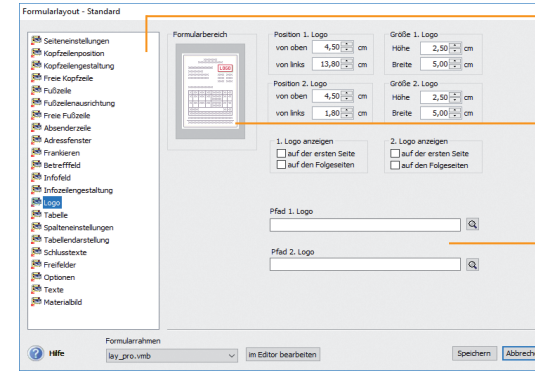 Formularlayout - Standard
Seiteneinstellungen
Kopfzeilenposition
Kopfzeilengestaltung
Freie Kopfzeile
Fußzeile
Fußzeilenausrichtung
Freie Fußzeile
Absenderzeile
Adressfenster
Frankieren
Betrefffeld
Infofeld
Infozeilengestaltung
Logo
Tabelle
Spalteneinstellungen
Tabellendarstellung
Schlusstexte
Freifelder
Optionen
Texte
Materialbild
Formularbereich
LOGO
Position 1. Logo
von oben 4,50 cm
von links 13,80 cm
Größe 1. Logo
Höhe 2,50 cm
Breite 5,00 cm
Position 2. Logo
von oben 4,50 cm
von links 1,80 cm
Größe 2. Logo
Höhe 2,50 cm
Breite 5,00 cm
1. Logo anzeigen
auf der ersten Seite
auf den Folgeseiten
2. Logo anzeigen
auf der ersten Seite
auf den Folgeseiten
Pfad 1. Logo
Pfad 2. Logo
Hilfe
Formularrahmen
lay_pro.vmb
im Editor bearbeiten
Speichern
Abbreche